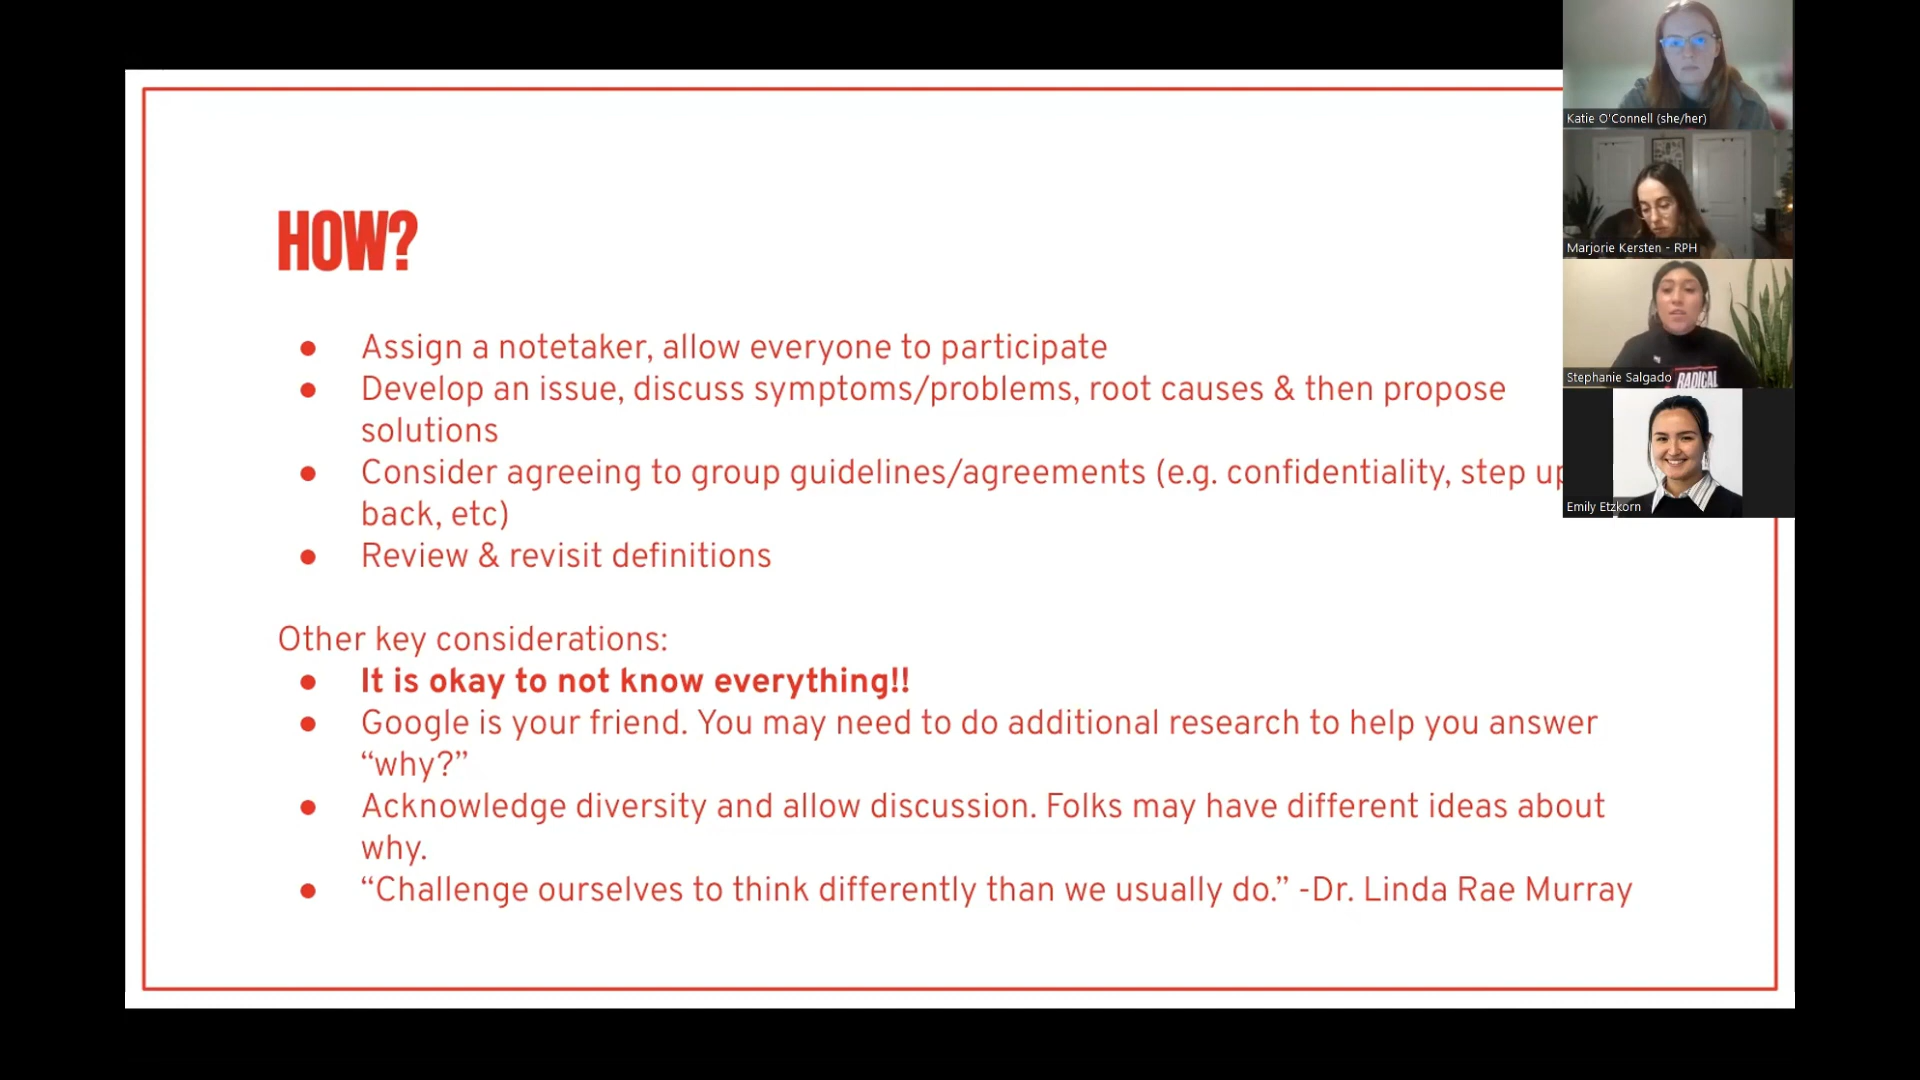 HOW?
Assign a notetaker, allow everyone to participate
Develop an issue, discuss symptoms/problems, root causes & then propose
solutions
Consider agreeing to group guidelines/agreements (e.g. confidentiality, step
back, etc)
Review & revisit definitions
Other key considerations:
It is okay to not know everything!!
Google is your friend. You may need to do additional research to help you answer
“why?”
Acknowledge diversity and allow discussion. Folks may have different ideas about
why.
“Challenge ourselves to think differently than we usually do.” -Dr. Linda Rae Murray
Katie O'Connell (she/her)
Marjorie Kersten - RPH
RADICAL
Stephanie Salgado
Emily Etzkorn